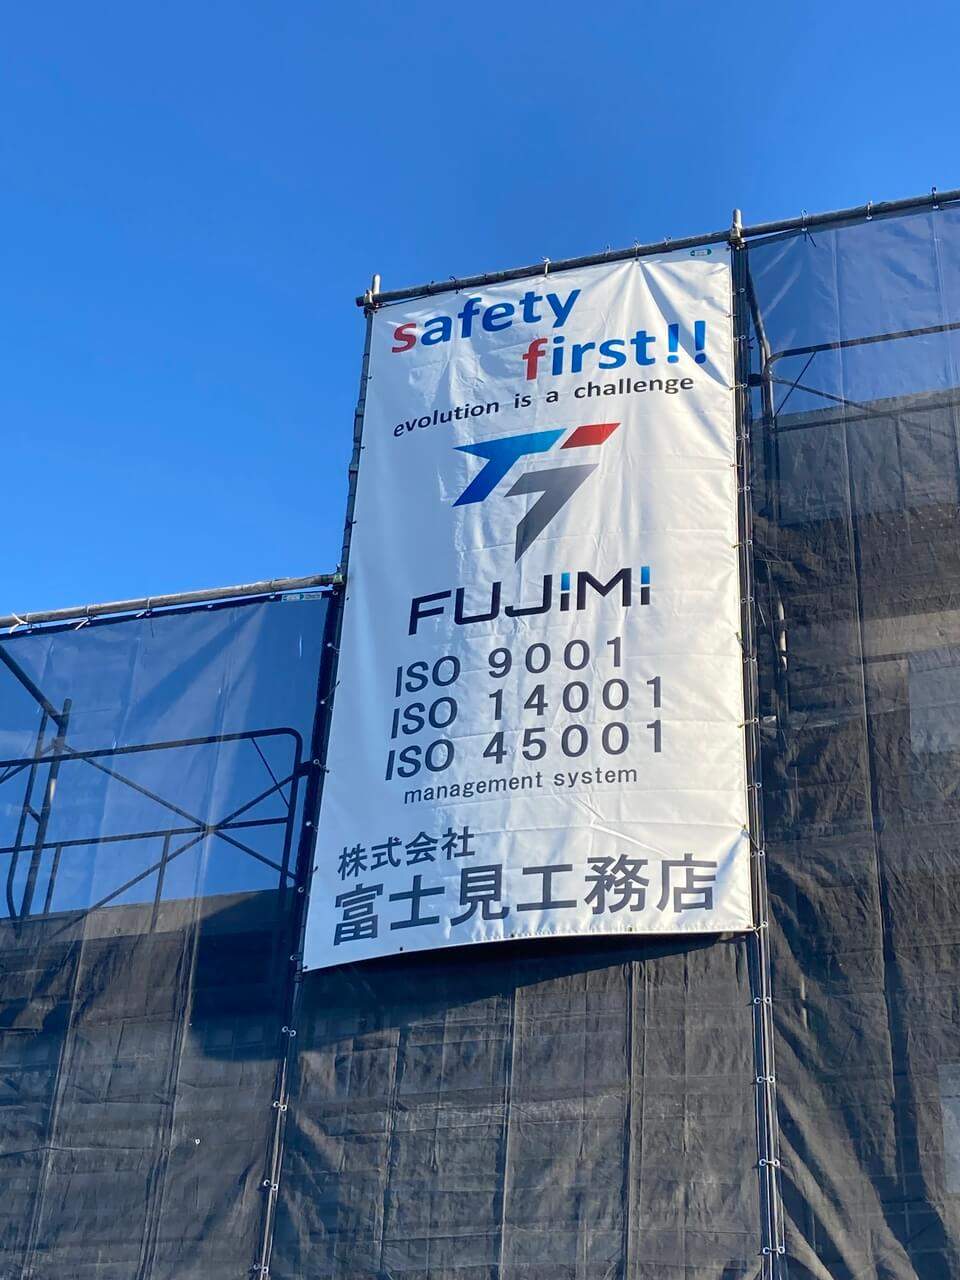 safety
first!!
evolution is a challenge
FUJIMI
ISO 9001
ISO 14001
ISO 45001
management system
株式会社
富士見工務店